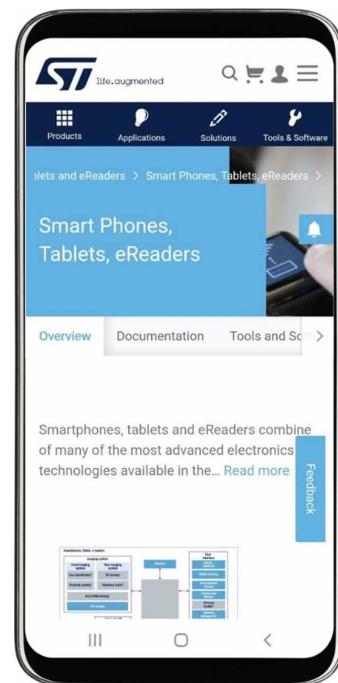 ST life.augmented
Products Applications Solutions Tools & Software
blets and eReaders > Smart Phones, Tablets, eReaders >
Smart Phones,
Tablets, eReaders
Overview Documentation Tools and So >
Smartphones, tablets and eReaders combine
of many of the most advanced electronics
technologies available in the... Read more
Feedback